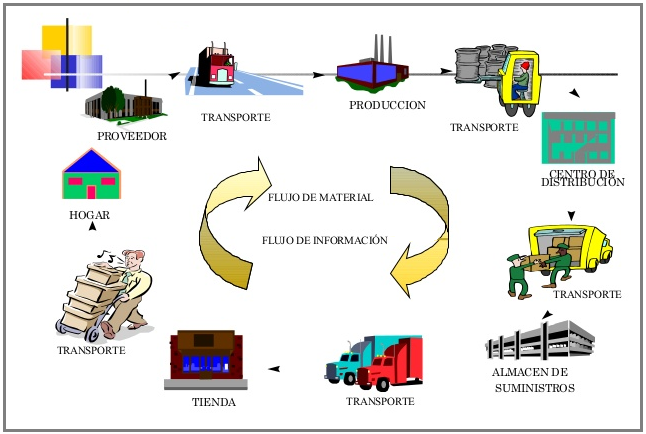 PROVEEDOR
TRANSPORTE
PRODUCCION
TRANSPORTE
CENTRO DE
DISTRIBUCIÓN
TRANSPORTE
ALMACEN DE
SUMINISTROS
TRANSPORTE
TIENDA
TRANSPORTE
HOGAR
FLUJO DE MATERIAL
FLUJO DE INFORMACIÓN